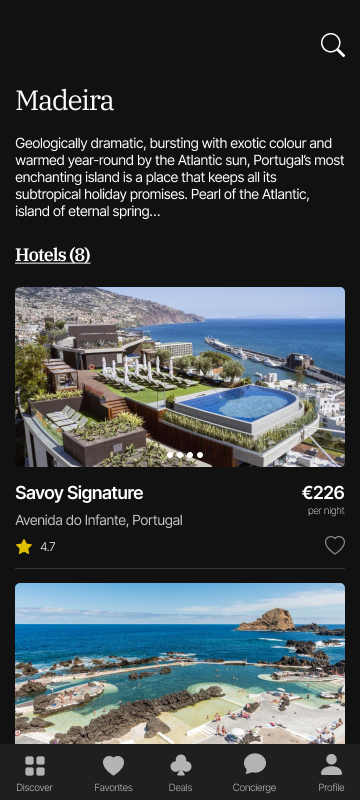 Madeira
Geologically dramatic, bursting with exotic colour and
warmed year-round by the Atlantic sun, Portugal's most
enchanting island is a place that keeps all its
subtropical holiday promises. Pearl of the Atlantic,
island of eternal spring...
Hotels (8)
Savoy Signature
€226
Avenida do Infante, Portugal
per night
4.7
Discover
Favorites
Deals
Concierge
Profile